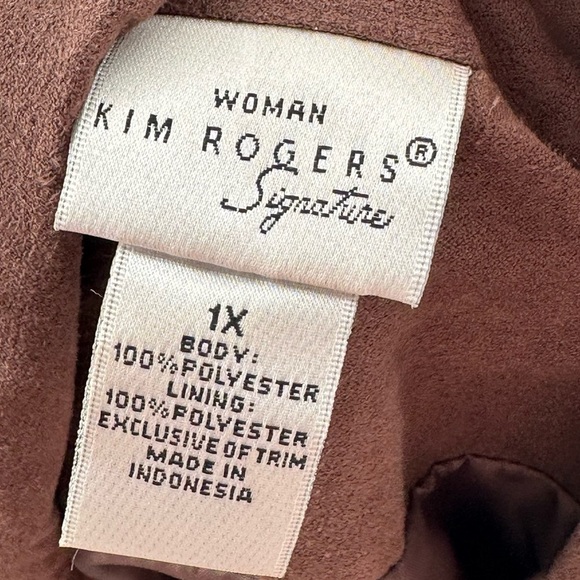 WOMAN
KIM ROGERS®
Signature
1X
BODY:
100%POLYESTER
LINING:
100%POLYESTER
EXCLUSIVE OF TRIM
MADE IN
INDONESIA